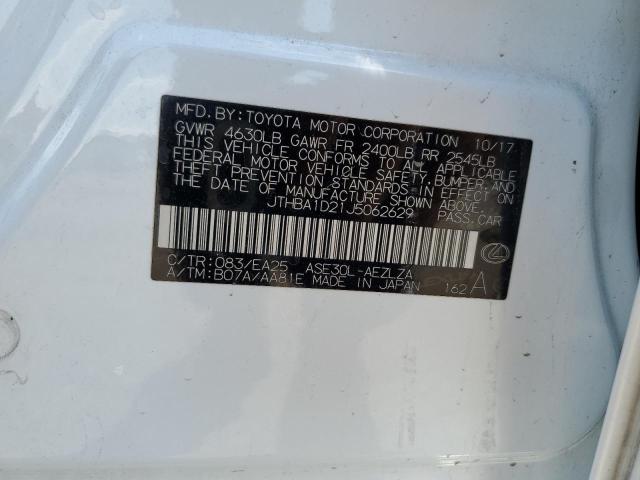 MFD. BY: TOYOTA MOTOR CORPORATION 10/17
GVWR 4630LB GAWR FR 2400LB RR 2545LB
THIS VEHICLE CONFORMS TO ALL APPLICABLE
FEDERAL MOTOR VEHICLE SAFETY, BUMPER, AND
THEFT PREVENTION STANDARDS IN EFFECT ON
THE DATE OF MANUFACTURE SHOWN ABOVE.
JTHBA1D21J5062629 PASS. CAR
C/TR: 083/EA25 ASE30L-AEZLZA
A/TM: B07A/AA81E MADE IN JAPAN 162 A